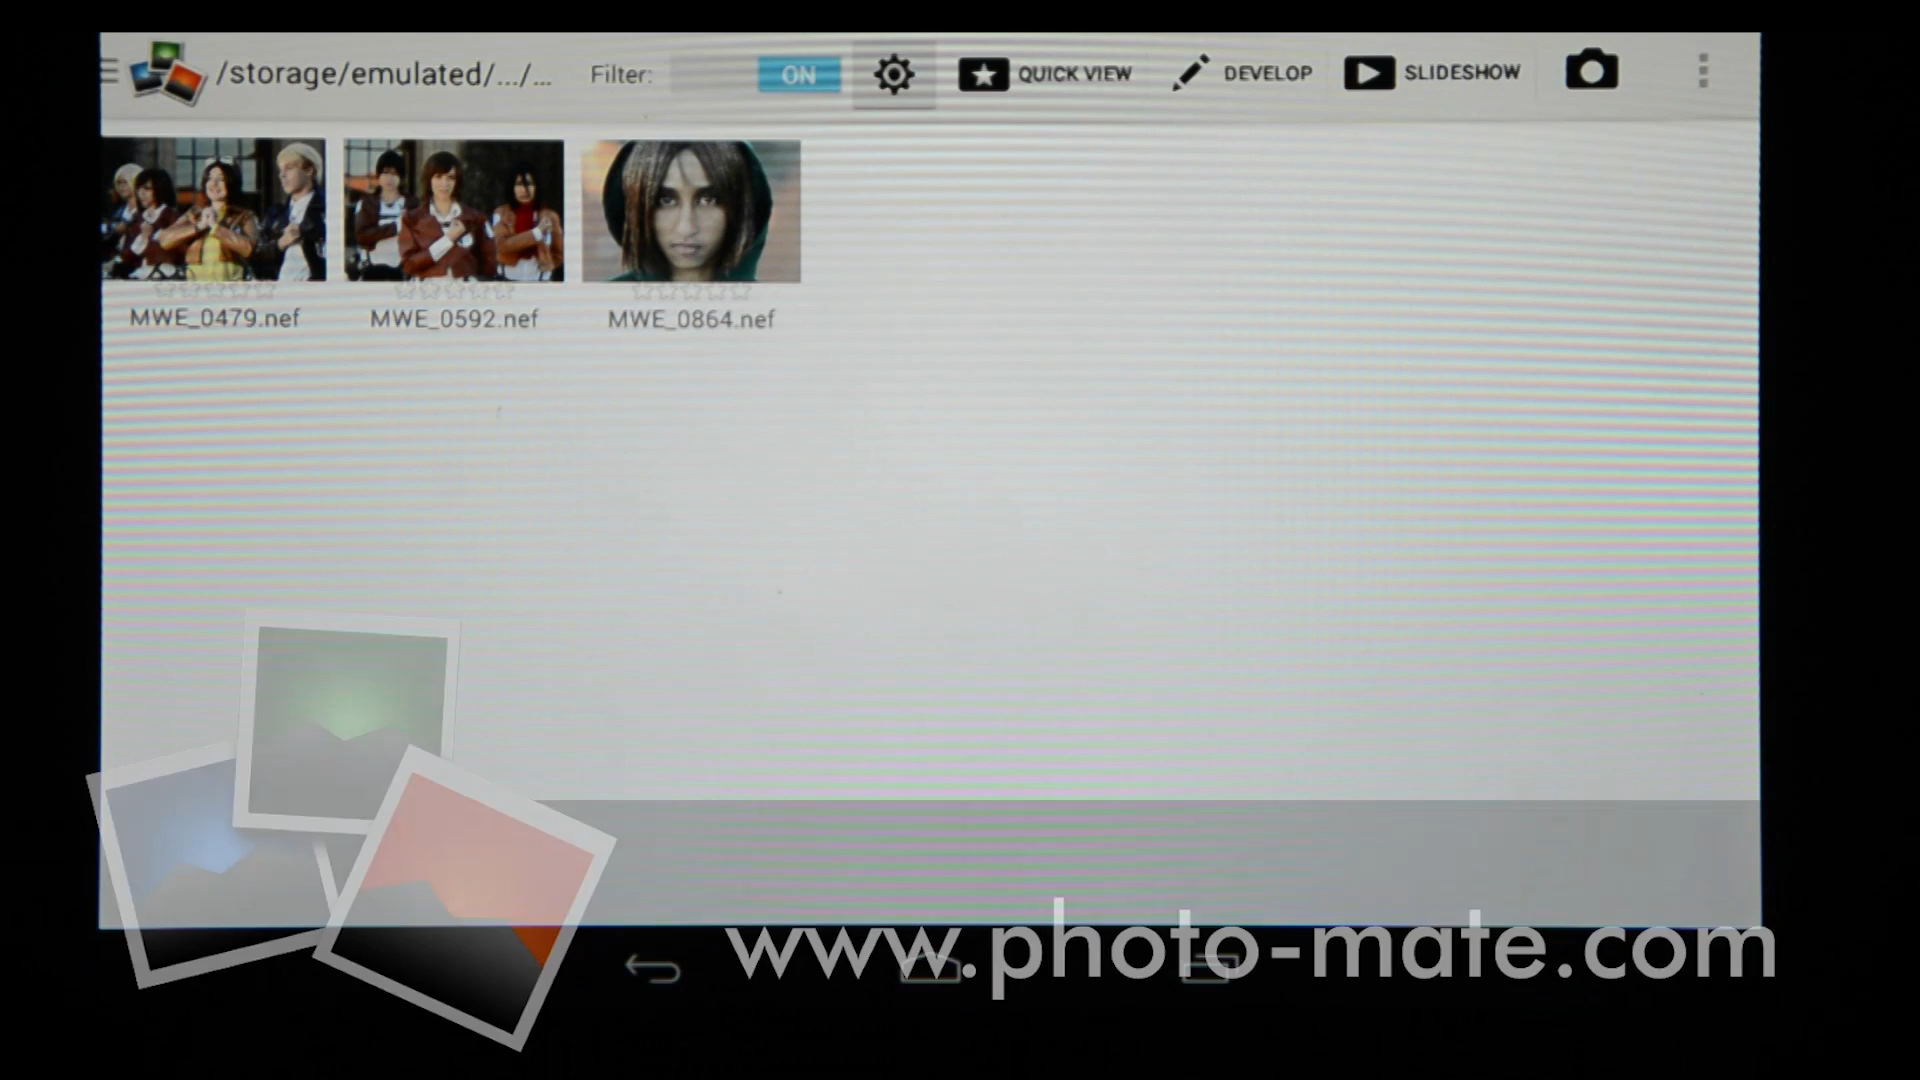 /storage/emulated/.../... Filter: ON QUICK VIEW DEVELOP SLIDESHOW
MWE_0479.nef MWE_0592.nef MWE_0864.nef
www.photo-mate.com